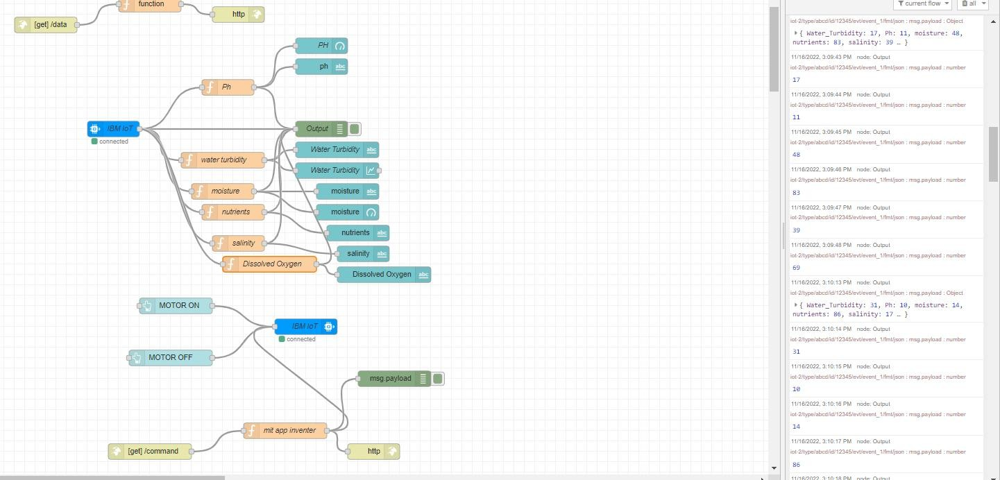 function
[get] /data
http
PH
ph
Ph
IBM IoT
connected
Output
Water Turbidity
water turbidity
Water Turbidity
moisture
moisture
nutrients
moisture
nutrients
salinity
salinity
Dissolved Oxygen
Dissolved Oxygen
MOTOR ON
IBM IoT
connected
MOTOR OFF
msg.payload
mit app inventer
[get] /command
http
current flow
all
iot-2/type/abcd/id/12345/evt/event_1/fmt/json : msg.payload : Object
{ Water_Turbidity: 17, Ph: 11, moisture: 48,
nutrients: 83, salinity: 39 … }
11/16/2022, 3:09:43 PM node: Output
iot-2/type/abcd/id/12345/evt/event_1/fmt/json : msg.payload : number
17
11/16/2022, 3:09:44 PM node: Output
iot-2/type/abcd/id/12345/evt/event_1/fmt/json : msg.payload : number
11
11/16/2022, 3:09:45 PM node: Output
iot-2/type/abcd/id/12345/evt/event_1/fmt/json : msg.payload : number
48
11/16/2022, 3:09:46 PM node: Output
iot-2/type/abcd/id/12345/evt/event_1/fmt/json : msg.payload : number
83
11/16/2022, 3:09:47 PM node: Output
iot-2/type/abcd/id/12345/evt/event_1/fmt/json : msg.payload : number
39
11/16/2022, 3:09:48 PM node: Output
iot-2/type/abcd/id/12345/evt/event_1/fmt/json : msg.payload : number
69
11/16/2022, 3:10:13 PM node: Output
iot-2/type/abcd/id/12345/evt/event_1/fmt/json : msg.payload : Object
{ Water_Turbidity: 31, Ph: 10, moisture: 14,
nutrients: 86, salinity: 17 … }
11/16/2022, 3:10:14 PM node: Output
iot-2/type/abcd/id/12345/evt/event_1/fmt/json : msg.payload : number
31
11/16/2022, 3:10:15 PM node: Output
iot-2/type/abcd/id/12345/evt/event_1/fmt/json : msg.payload : number
10
11/16/2022, 3:10:16 PM node: Output
iot-2/type/abcd/id/12345/evt/event_1/fmt/json : msg.payload : number
14
11/16/2022, 3:10:17 PM node: Output
iot-2/type/abcd/id/12345/evt/event_1/fmt/json : msg.payload : number
86
11/16/2022, 3:10:18 PM node: Output